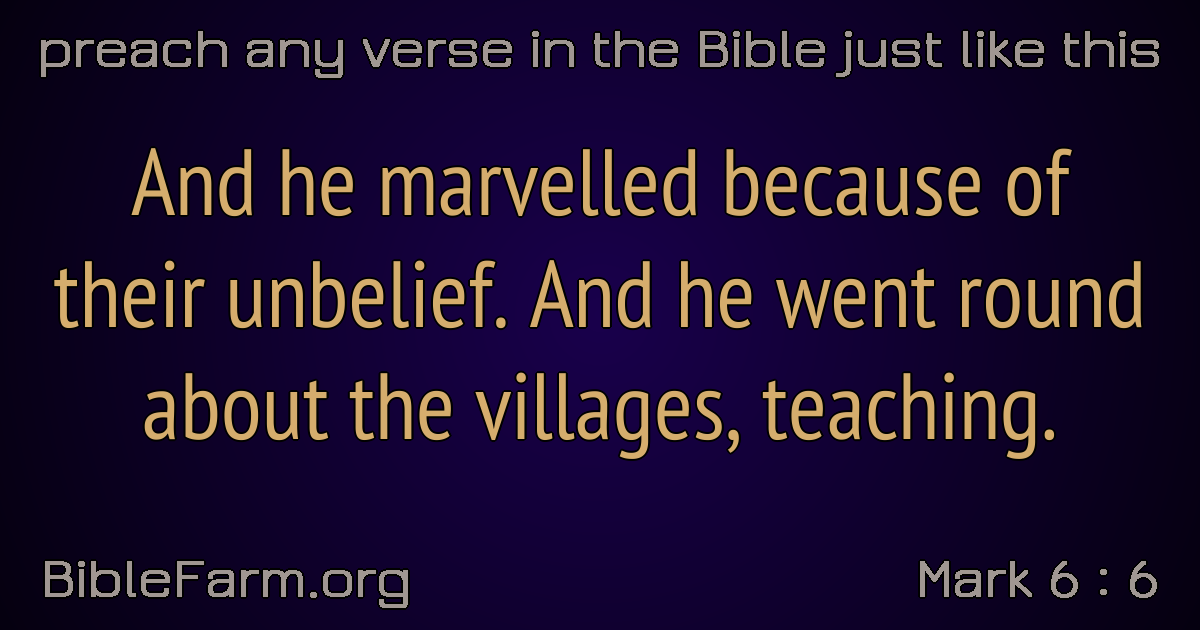 preach any verse in the Bible just like this
And he marvelled because of
their unbelief. And he went round
about the villages, teaching.
BibleFarm.org
Mark 6 : 6